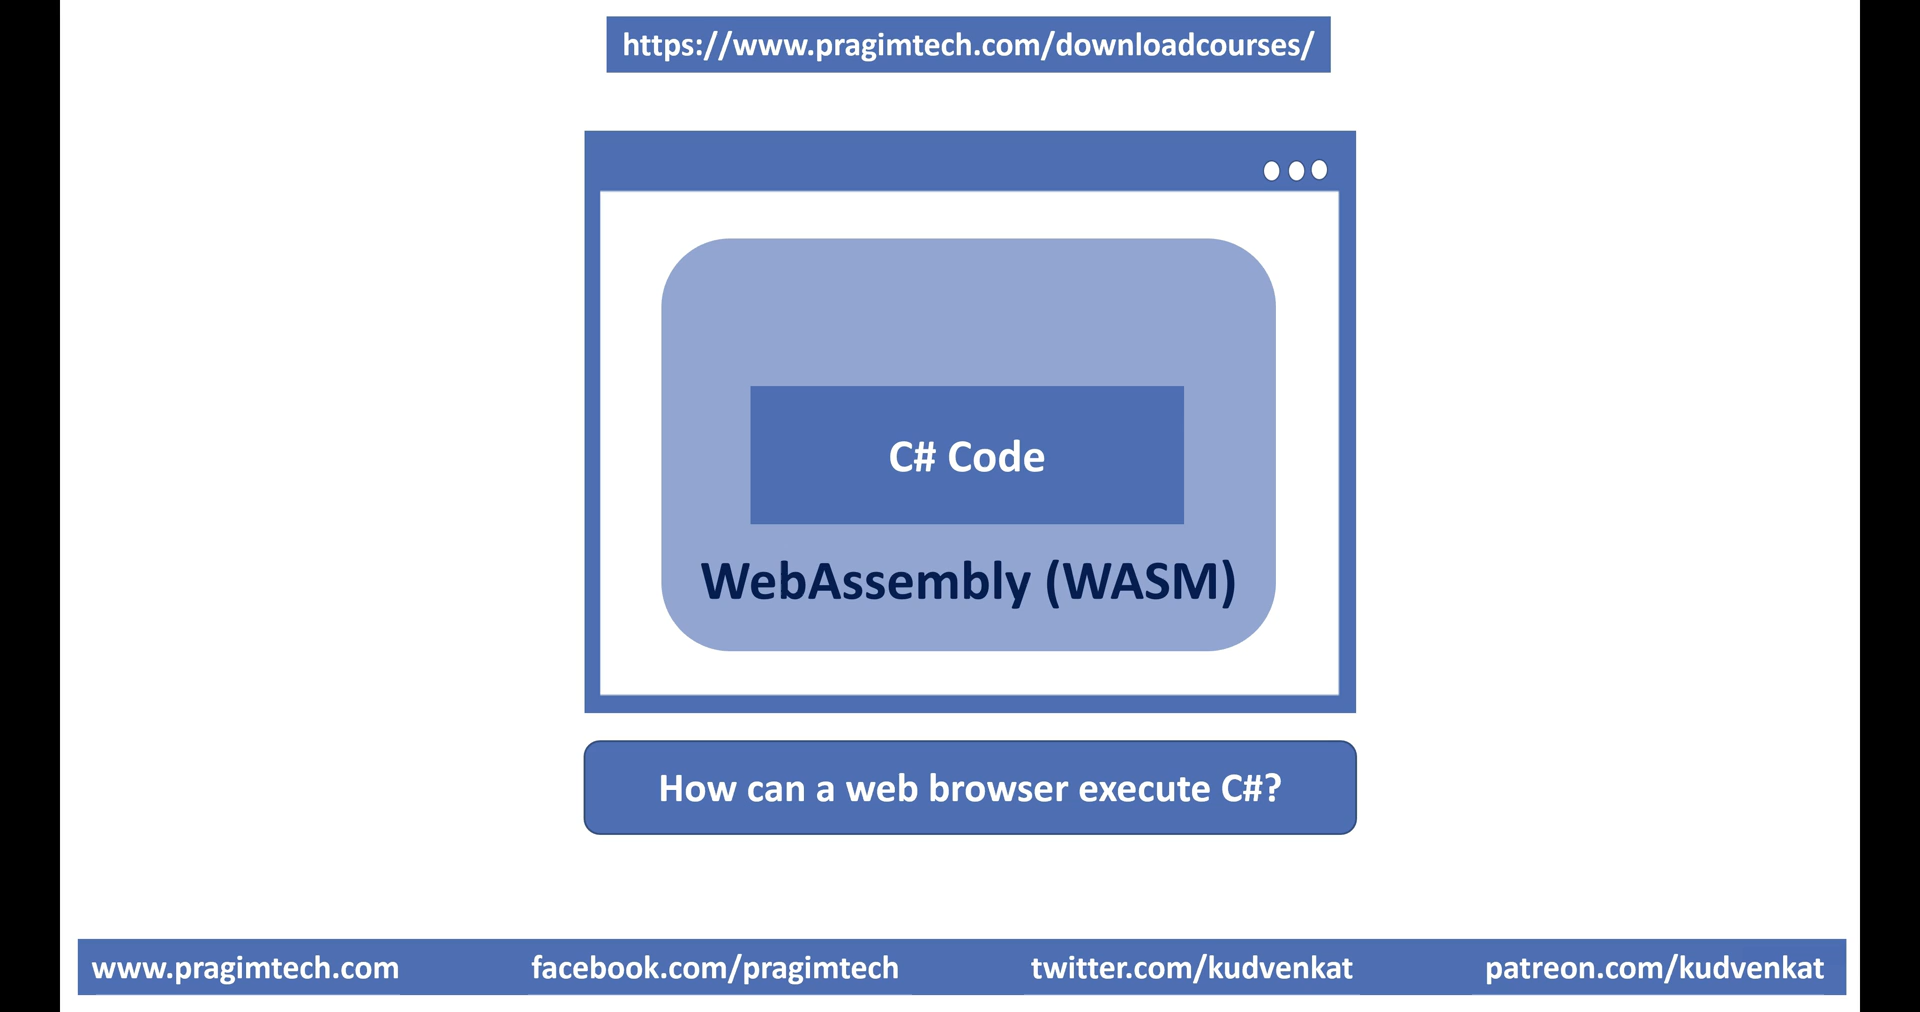 https://www.pragimtech.com/downloadcourses/
C# Code
WebAssembly (WASM)
How can a web browser execute C#?
www.pragimtech.com facebook.com/pragimtech twitter.com/kudvenkat patreon.com/kudvenkat